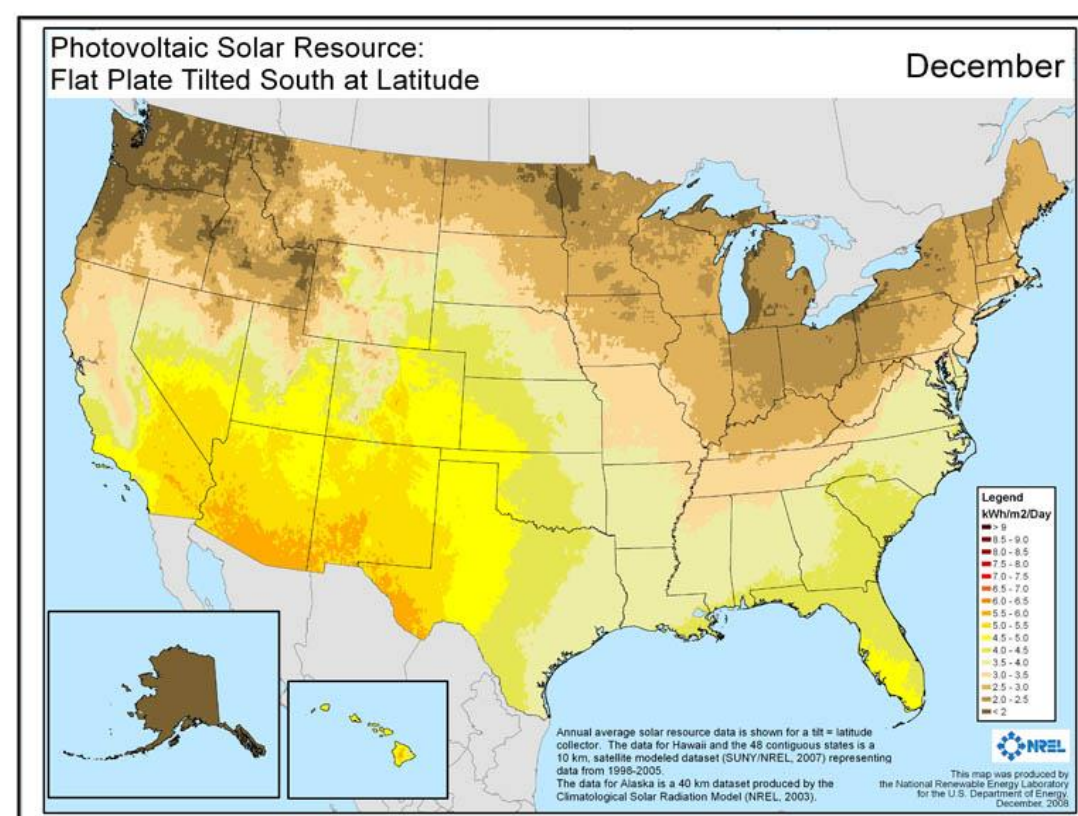 Photovoltaic Solar Resource:
Flat Plate Tilted South at Latitude
December
Legend
kWh/m2/Day
> 9
8.5 - 9.0
8.0 - 8.5
7.5 - 8.0
7.0 - 7.5
6.5 - 7.0
6.0 - 6.5
5.5 - 6.0
5.0 - 5.5
4.5 - 5.0
4.0 - 4.5
3.5 - 4.0
3.0 - 3.5
2.5 - 3.0
2.0 - 2.5
< 2
Annual average solar resource data is shown for a tilt = latitude
collector. The data for Hawaii and the 48 contiguous states is a
10 km, satellite modeled dataset (SUNY/NREL, 2007) representing
data from 1998-2005.
The data for Alaska is a 40 km dataset produced by the
Climatological Solar Radiation Model (NREL, 2003).
NREL
This map was produced by
the National Renewable Energy Laboratory
for the U.S. Department of Energy.
December, 2008